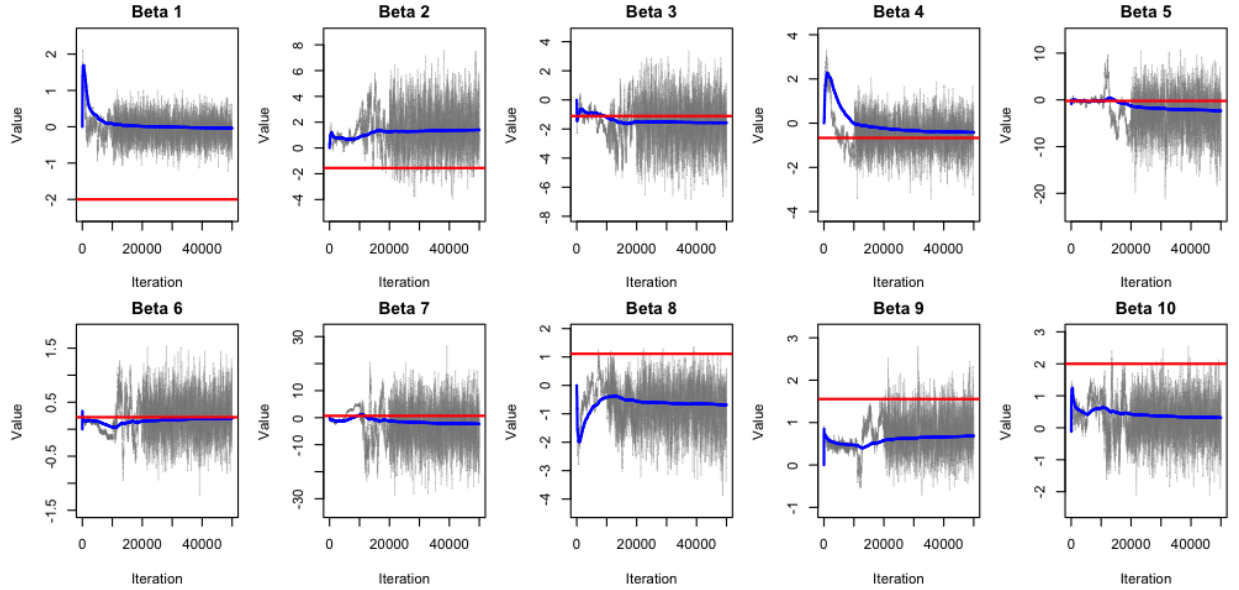 Beta 1 Beta 2 Beta 3 Beta 4 Beta 5
Value Value Value Value Value
2 8 4 4 10
1 6 2 2 0
0 4 0 0 -10
-1 2 -2 -2 -20
-2 0 -4 -4
-2 -6
-4 -8
0 20000 40000 0 20000 40000 0 20000 40000 0 20000 40000 0 20000 40000
Iteration Iteration Iteration Iteration Iteration
Beta 6 Beta 7 Beta 8 Beta 9 Beta 10
Value Value Value Value Value
1.5 30 2 3 3
0.5 10 1 2 2
-0.5 0 0 1 1
-1.5 -10 -1 0 0
-30 -2 -1 -1
-3 -2
-4
0 20000 40000 0 20000 40000 0 20000 40000 0 20000 40000 0 20000 40000
Iteration Iteration Iteration Iteration Iteration